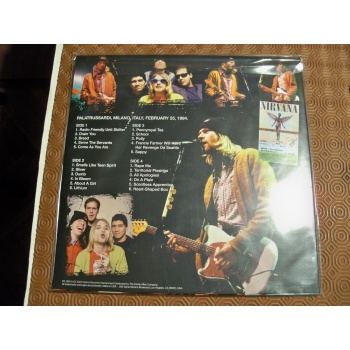 NIRVANA
PALATRUSSARDI, MILANO, ITALY, FEBRUARY 25, 1994.
SIDE 1
1. Radio Friendly Unit Shifter
2. Drain You
3. Breed
4. Serve The Servants
5. Come As You Are
SIDE 2
1. Smells Like Teen Spirit
2. Sliver
3. Dumb
4. In Bloom
5. About A Girl
6. Lithium
SIDE 3
1. Pennyroyal Tea
2. School
3. Polly
4. Frances Farmer Will Have
Her Revenge On Seattle
5. Sappy
SIDE 4
1. Rape Me
2. Territorial Pissings
3. All Apologies
4. On A Plain
5. Scentless Apprentice
6. Heart-Shaped Box